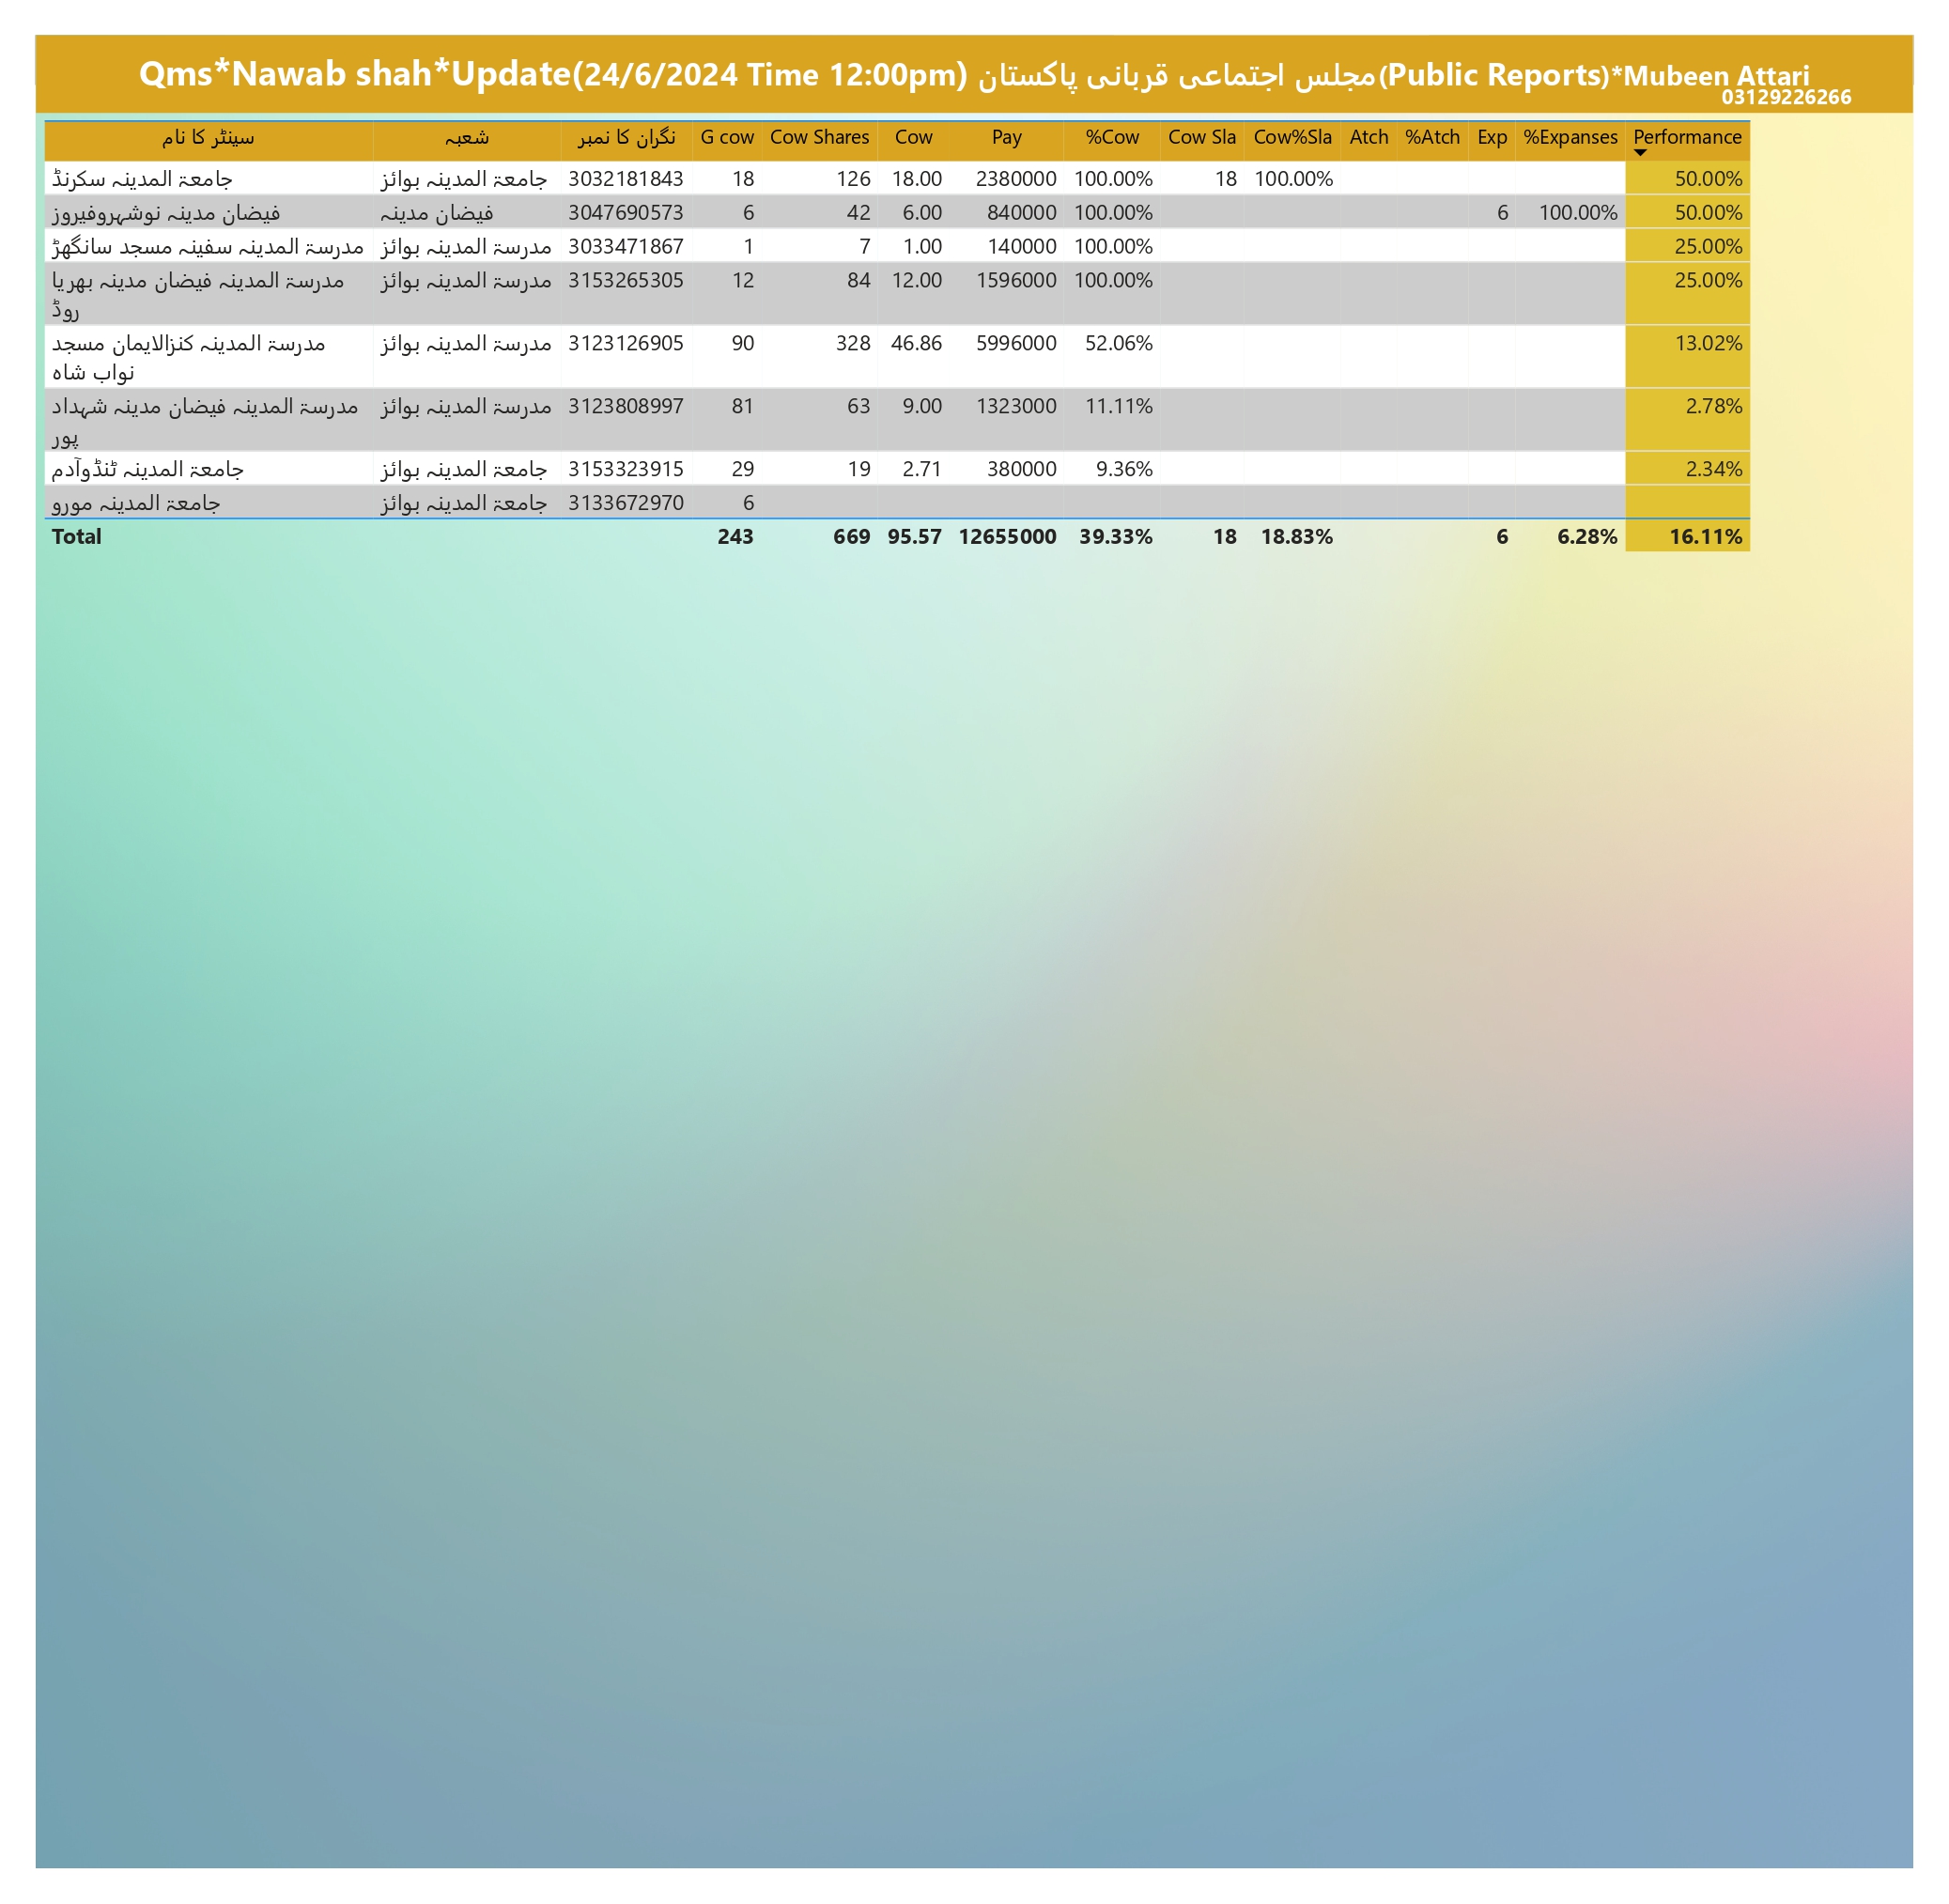 Qms*Nawab shah*Update(24/6/2024 Time 12:00pm) مجلس اجتماعی قربانی پاکستان(Public Reports)*Mubeen Attari
03129226266
سینٹر کا نام شعبہ نگران کا نمبر G cow Cow Shares Cow Pay %Cow Cow Sla Cow%Sla Atch %Atch Exp %Expanses Performance
جامعۃ المدینہ سکرنڈ جامعۃ المدینہ بوائز 3032181843 18 126 18.00 2380000 100.00% 18 100.00% 50.00%
فیضان مدینہ نوشہروفیروز فیضان مدینہ 3047690573 6 42 6.00 840000 100.00% 6 100.00% 50.00%
مدرسۃ المدینہ سفینہ مسجد سانگھڑ مدرسۃ المدینہ بوائز 3033471867 1 7 1.00 140000 100.00% 25.00%
مدرسۃ المدینہ فیضان مدینہ بھریا مدرسۃ المدینہ بوائز 3153265305 12 84 12.00 1596000 100.00% 25.00%
روڈ
مدرسۃ المدینہ کنزالایمان مسجد مدرسۃ المدینہ بوائز 3123126905 90 328 46.86 5996000 52.06% 13.02%
نواب شاہ
مدرسۃ المدینہ فیضان مدینہ شہداد مدرسۃ المدینہ بوائز 3123808997 81 63 9.00 1323000 11.11% 2.78%
پور
جامعۃ المدینہ ٹنڈوآدم جامعۃ المدینہ بوائز 3153323915 29 19 2.71 380000 9.36% 2.34%
جامعۃ المدینہ مورو جامعۃ المدینہ بوائز 3133672970 6
Total 243 669 95.57 12655000 39.33% 18 18.83% 6 6.28% 16.11%